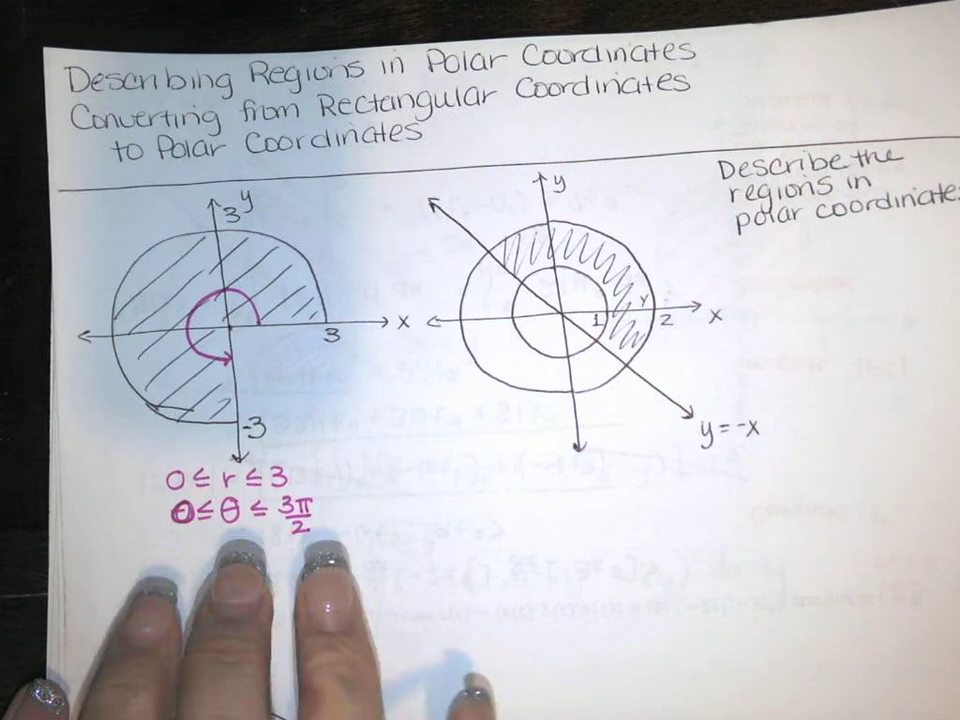 Describing Regions in Polar Coordinates
Converting from Rectangular Coordinates
to Polar Coordinates
Describe the
regions in
polar coordinates
y
3
x
3
-3
0 ≤ r ≤ 3
0 ≤ θ ≤ 3π/2
y
x
1
2
y = -x